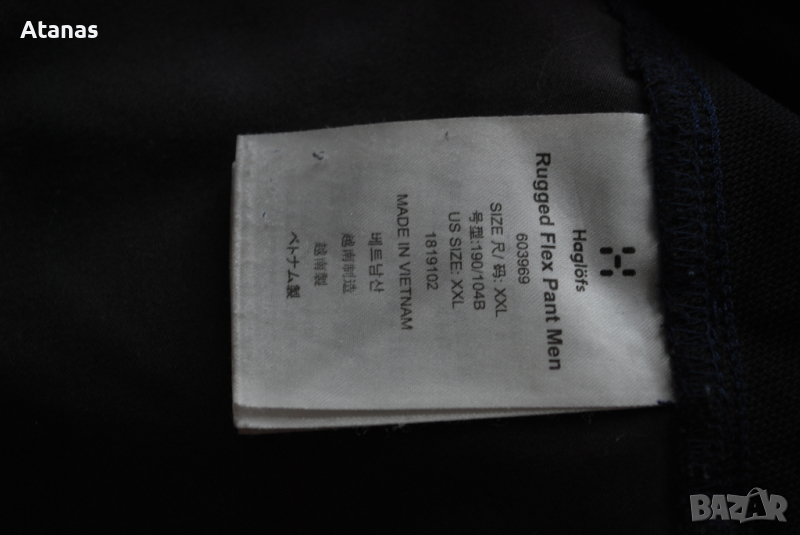 Atanas
Haglöfs
Rugged Flex Pant Men
603969
SIZE 尺/ 码: XXL
号型:190/104B
US SIZE: XXL
1819102
MADE IN VIETNAM
베트남산
越南制造
越南製
ベトナム製
BAZAR